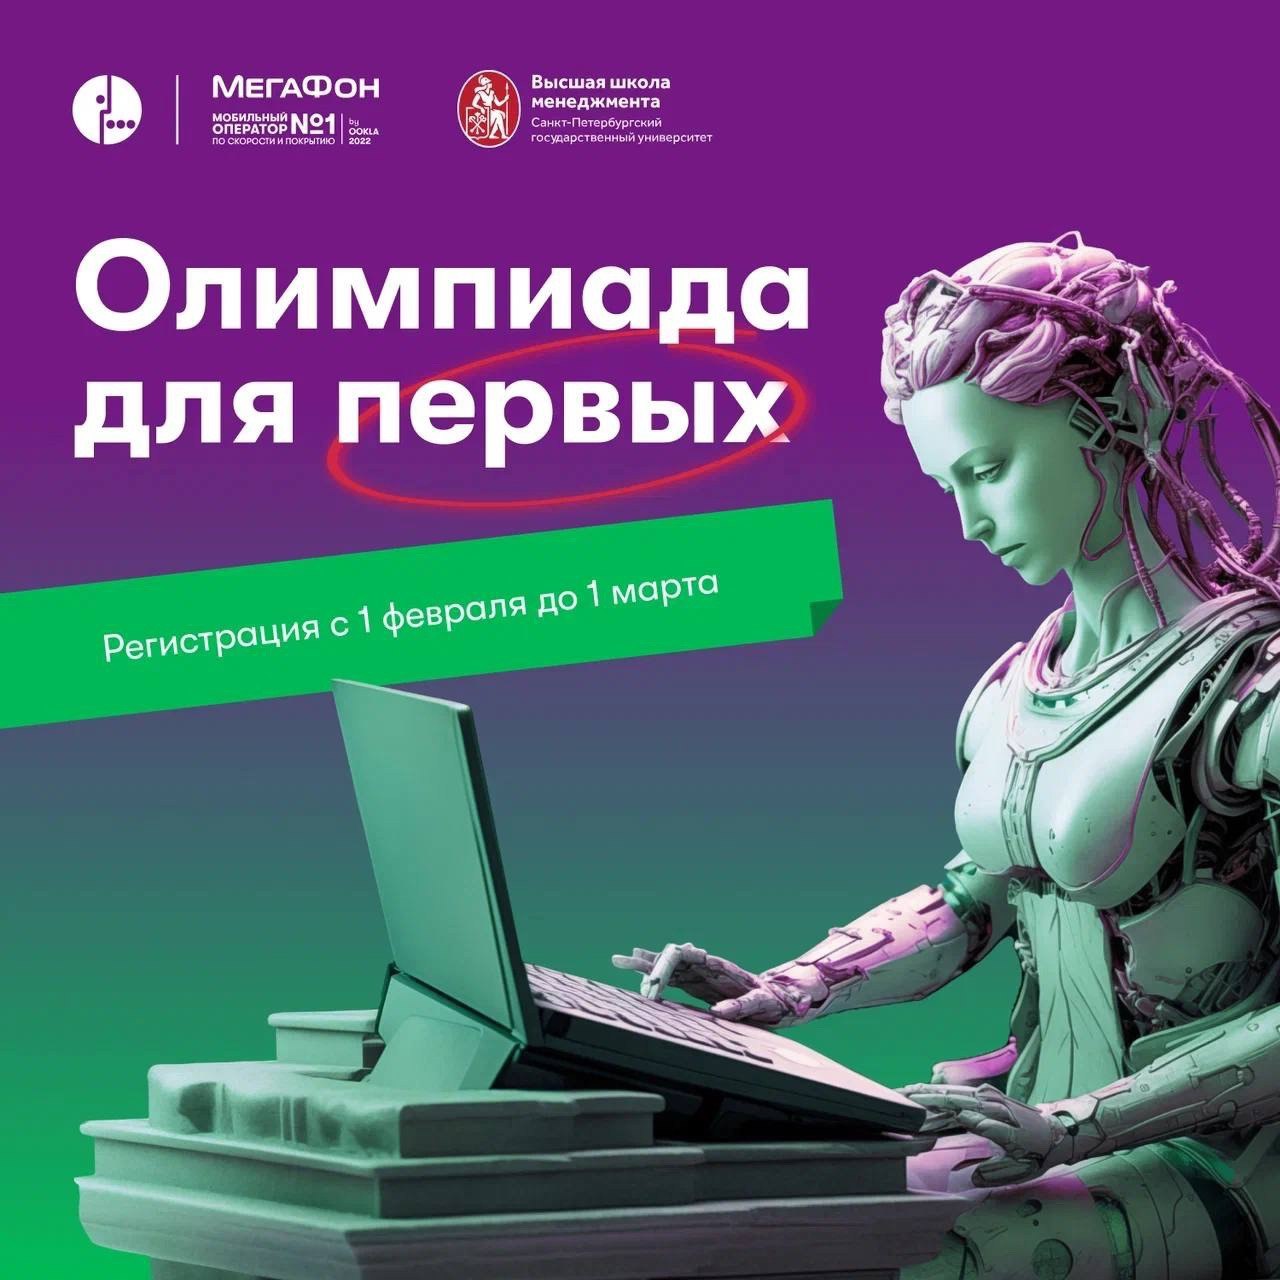 МЕГАФОН
МОБИЛЬНЫЙ
ОПЕРАТОР №1
ПО СКОРОСТИ И ПОКРЫТИЮ
by
OOKLA
2022
Высшая школа
менеджмента
Санкт-Петербургский
государственный университет
Олимпиада
для первых
Регистрация с 1 февраля до 1 марта